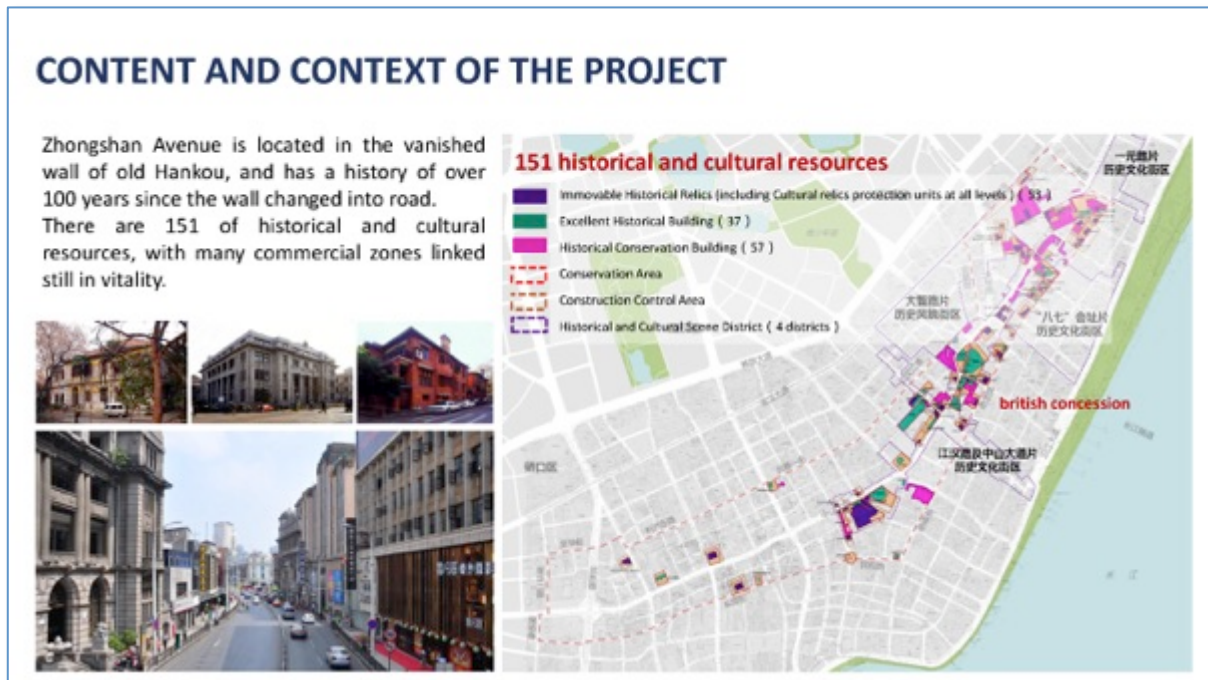 CONTENT AND CONTEXT OF THE PROJECT
Zhongshan Avenue is located in the vanished
wall of old Hankou, and has a history of over
100 years since the wall changed into road.
There are 151 of historical and cultural
resources, with many commercial zones linked
still in vitality.
151 historical and cultural resources
Immovable Historical Relics (including Cultural relics protection units at all levels) ( 53 )
Excellent Historical Building ( 37 )
Historical Conservation Building ( 57 )
Conservation Area
Construction Control Area
Historical and Cultural Scene District ( 4 districts )
一元路片
历史文化街区
大智路片
历史风貌街区
"八七"会址片
历史文化街区
british concession
江汉路及中山大道片
历史文化街区
硚口区
长 江